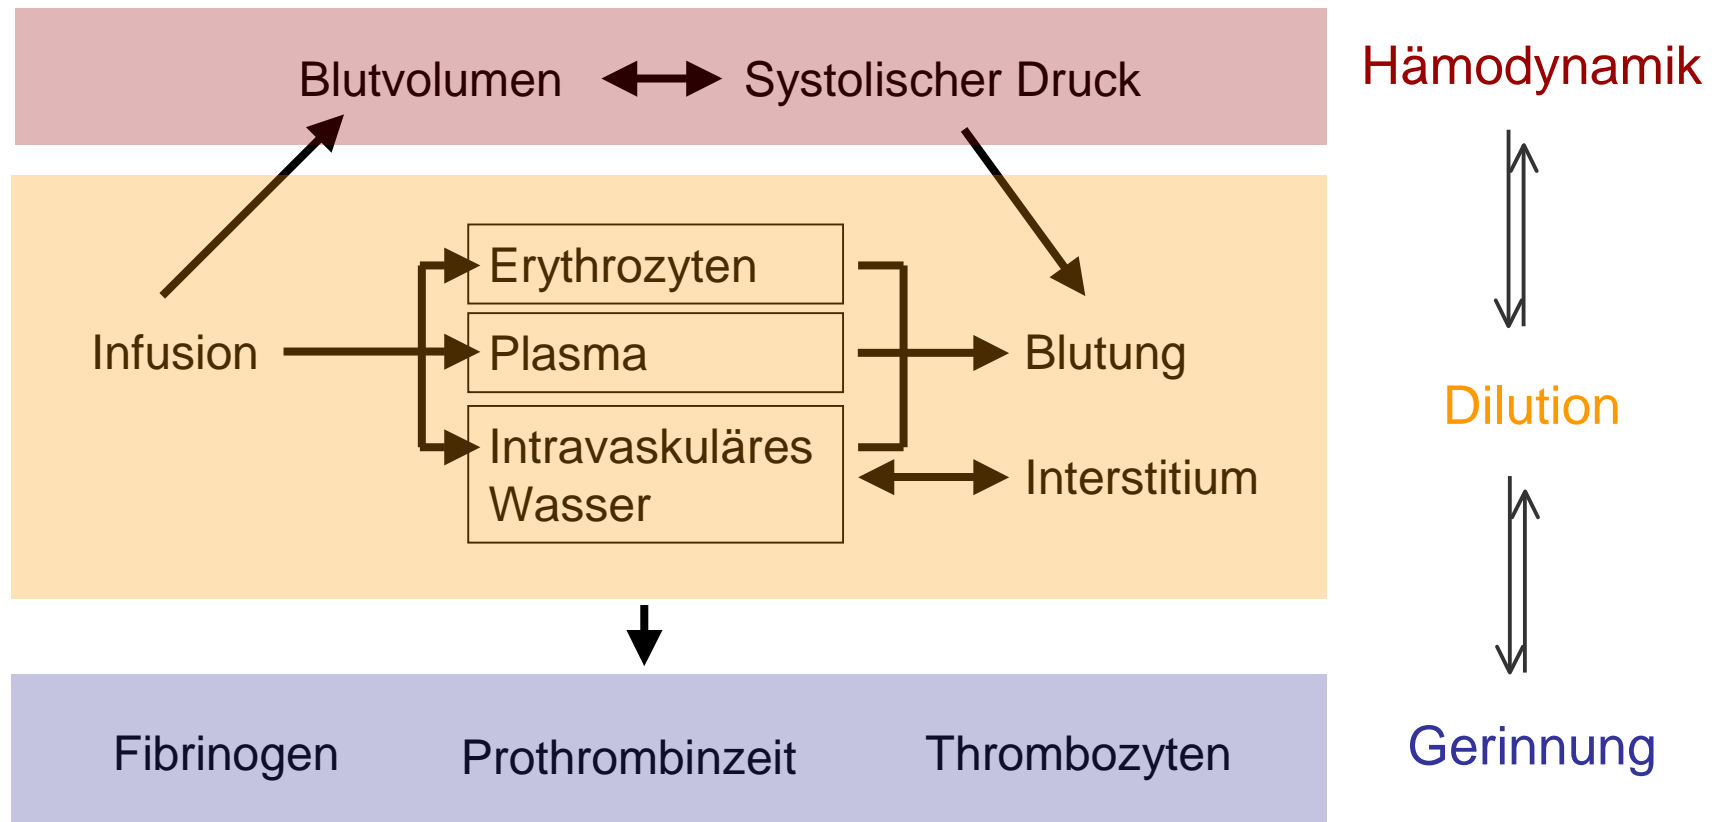 Blutvolumen
Systolischer Druck
Hämodynamik
Erythrozyten
Infusion
Plasma
Blutung
Dilution
Intravaskuläres
Wasser
Interstitium
Fibrinogen
Prothrombinzeit
Thrombozyten
Gerinnung